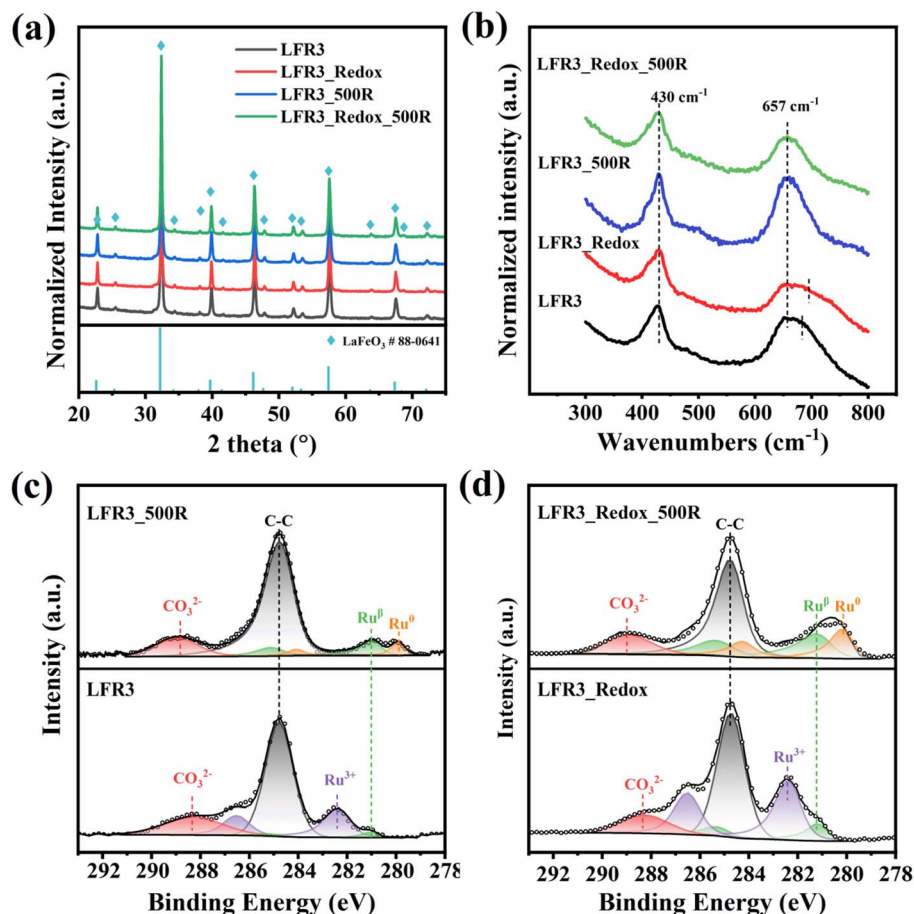 (a)
Normalized Intensity (a.u.)
LFR3
LFR3_Redox
LFR3_500R
LFR3_Redox_500R
LaFeO₃ # 88-0641
20 30 40 50 60 70
2 theta (°)
(b)
Normalized intensity (a.u.)
LFR3_Redox_500R
430 cm⁻¹
657 cm⁻¹
LFR3_500R
LFR3_Redox
LFR3
300 400 500 600 700 800
Wavenumbers (cm⁻¹)
(c)
Intensity (a.u.)
LFR3_500R
C-C
CO₃²⁻
Ruᵝ
Ru⁰
LFR3
CO₃²⁻
Ru³⁺
292 290 288 286 284 282 280 278
Binding Energy (eV)
(d)
Intensity (a.u.)
LFR3_Redox_500R
C-C
CO₃²⁻
Ruᵝ
Ru⁰
LFR3_Redox
CO₃²⁻
Ru³⁺
292 290 288 286 284 282 280 278
Binding Energy (eV)